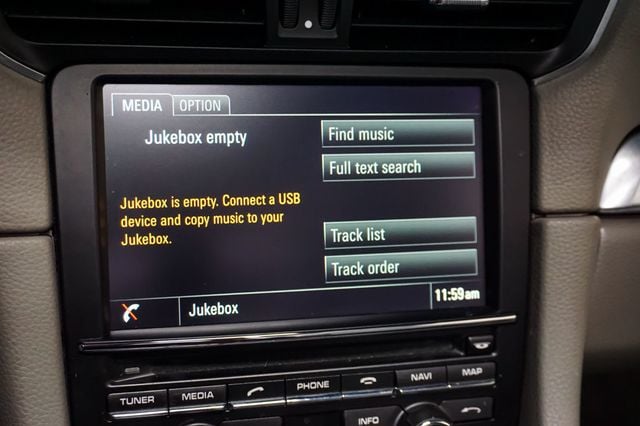 MEDIA OPTION
Jukebox empty
Find music
Full text search
Jukebox is empty. Connect a USB
device and copy music to your
Jukebox.
Track list
Track order
Jukebox
11:59am
TUNER MEDIA PHONE NAVI MAP
INFO